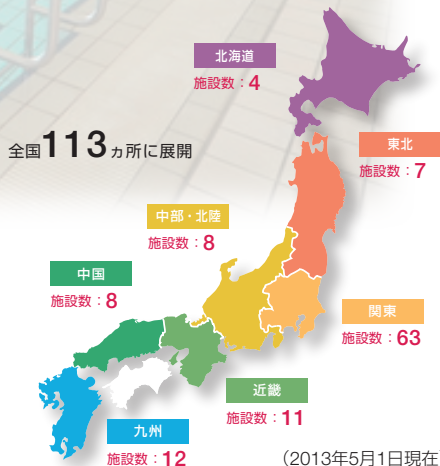 北海道
施設数：4
全国113ヵ所に展開
東北
施設数：7
中部・北陸
施設数：8
中国
施設数：8
関東
施設数：63
近畿
施設数：11
九州
施設数：12
（2013年5月1日現在